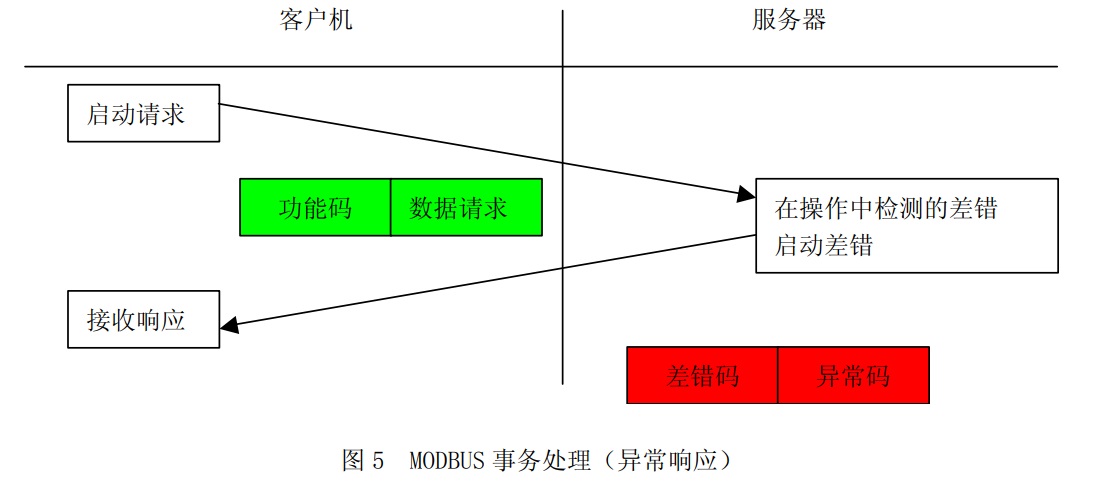 客户机
服务器
启动请求
功能码 数据请求
在操作中检测的差错
启动差错
接收响应
差错码 异常码
图 5 MODBUS 事务处理（异常响应）